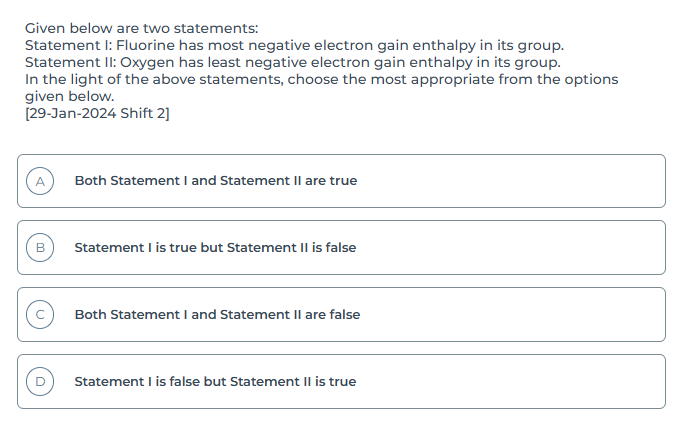 Given below are two statements:
Statement I: Fluorine has most negative electron gain enthalpy in its group.
Statement II: Oxygen has least negative electron gain enthalpy in its group.
In the light of the above statements, choose the most appropriate from the options
given below.
[29-Jan-2024 Shift 2]
A Both Statement I and Statement II are true
B Statement I is true but Statement II is false
C Both Statement I and Statement II are false
D Statement I is false but Statement II is true